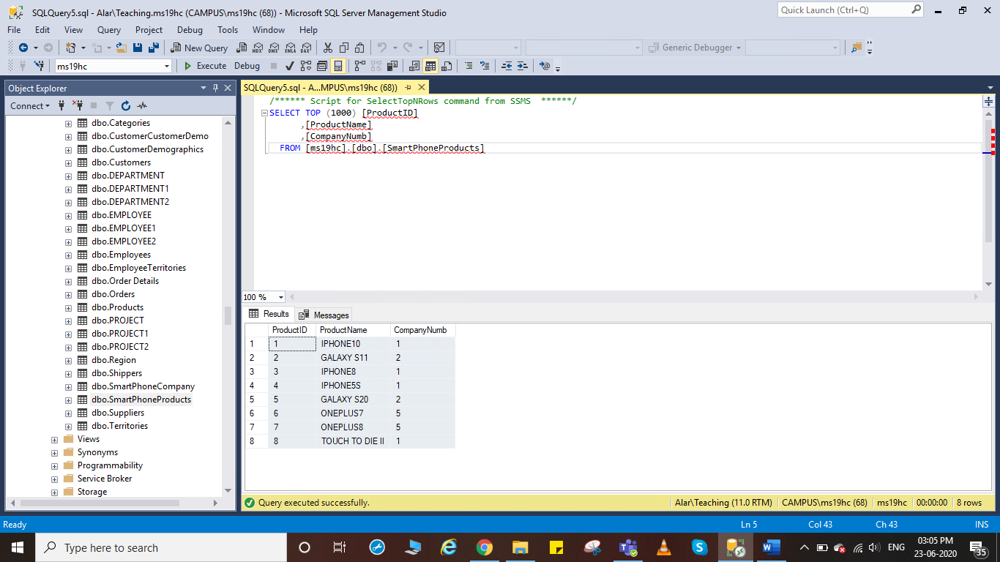 SQLQuery5.sql - Alar\Teaching.ms19hc (CAMPUS\ms19hc (68)) - Microsoft SQL Server Management Studio
Quick Launch (Ctrl+Q)
File Edit View Query Project Debug Tools Window Help
New Query
MDX DMX XMLA DAX
Generic Debugger
ms19hc
Execute Debug
Object Explorer
Connect
dbo.Categories
dbo.CustomerCustomerDemo
dbo.CustomerDemographics
dbo.Customers
dbo.DEPARTMENT
dbo.DEPARTMENT1
dbo.DEPARTMENT2
dbo.EMPLOYEE
dbo.EMPLOYEE1
dbo.EMPLOYEE2
dbo.Employees
dbo.EmployeeTerritories
dbo.Order Details
dbo.Orders
dbo.Products
dbo.PROJECT
dbo.PROJECT1
dbo.PROJECT2
dbo.Region
dbo.Shippers
dbo.SmartPhoneCompany
dbo.SmartPhoneProducts
dbo.Suppliers
dbo.Territories
Views
Synonyms
Programmability
Service Broker
Storage
SQLQuery5.sql - A...MPUS\ms19hc (68))
/****** Script for SelectTopNRows command from SSMS  ******/
SELECT TOP (1000) [ProductID]
,[ProductName]
,[CompanyNumb]
FROM [ms19hc].[dbo].[SmartPhoneProducts]
100 %
Results Messages
ProductID ProductName CompanyNumb
1 1 IPHONE10 1
2 2 GALAXY S11 2
3 3 IPHONE8 1
4 4 IPHONE5S 1
5 5 GALAXY S20 2
6 6 ONEPLUS7 5
7 7 ONEPLUS8 5
8 8 TOUCH TO DIE II 1
Query executed successfully.
Alar\Teaching (11.0 RTM) CAMPUS\ms19hc (68) ms19hc 00:00:00 8 rows
Ready
Ln 5 Col 43 Ch 43 INS
Type here to search
ENG
03:05 PM
23-06-2020
35